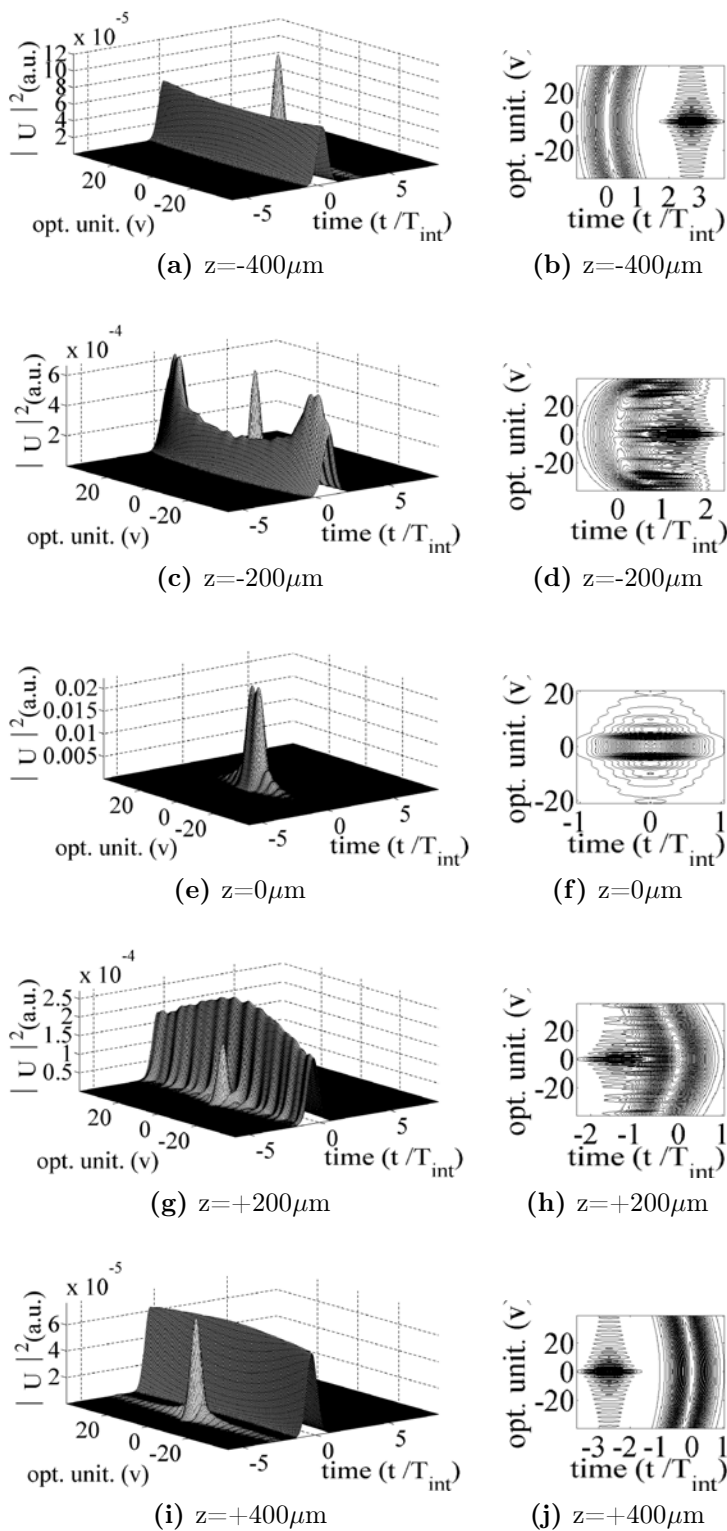 x 10^-5
| U |^2(a.u.)
12
10
8
6
4
2
20
0
-20
opt. unit. (v)
-5
0
5
time (t /T_int)
(a) z=-400μm
opt. unit. (v)
20
0
-20
0 1 2 3
time (t /T_int)
(b) z=-400μm
x 10^-4
| U |^2(a.u.)
6
4
2
20
0
-20
opt. unit. (v)
-5
0
5
time (t /T_int)
(c) z=-200μm
opt. unit. (v)
20
0
-20
0 1 2
time (t /T_int)
(d) z=-200μm
| U |^2(a.u.)
0.02
0.015
0.01
0.005
20
0
-20
opt. unit. (v)
-5
0
5
time (t /T_int)
(e) z=0μm
opt. unit. (v)
20
0
-20
-1 0 1
time (t /T_int)
(f) z=0μm
x 10^-4
| U |^2(a.u.)
2.5
2
1.5
1
0.5
20
0
-20
opt. unit. (v)
-5
0
5
time (t /T_int)
(g) z=+200μm
opt. unit. (v)
20
0
-20
-2 -1 0 1
time (t /T_int)
(h) z=+200μm
x 10^-5
| U |^2(a.u.)
6
4
2
20
0
-20
opt. unit. (v)
-5
0
5
time (t /T_int)
(i) z=+400μm
opt. unit. (v)
20
0
-20
-3 -2 -1 0 1
time (t /T_int)
(j) z=+400μm